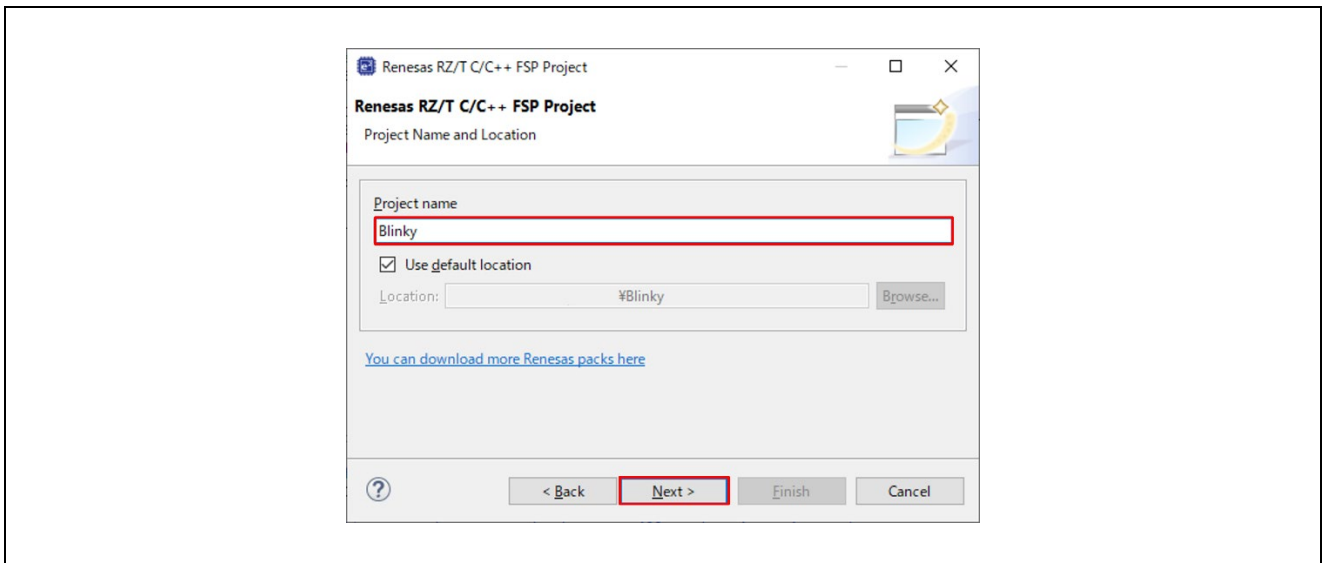 Renesas RZ/T C/C++ FSP Project
Renesas RZ/T C/C++ FSP Project
Project Name and Location
Project name
Blinky
Use default location
Location: ¥Blinky Browse...
You can download more Renesas packs here
? < Back Next > Finish Cancel